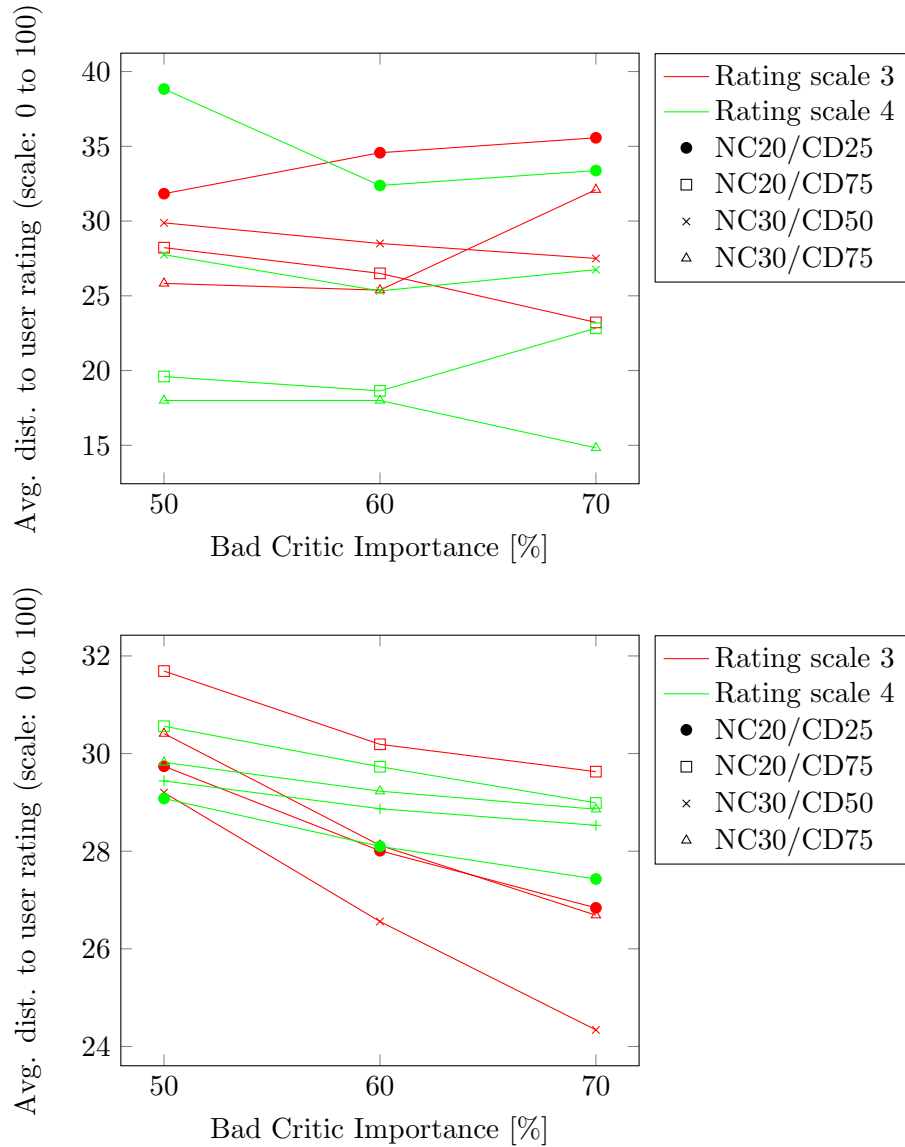 Avg. dist. to user rating (scale: 0 to 100)
40
35
30
25
20
15
50
60
70
Bad Critic Importance [%]
Rating scale 3
Rating scale 4
NC20/CD25
NC20/CD75
NC30/CD50
NC30/CD75
Avg. dist. to user rating (scale: 0 to 100)
32
30
28
26
24
50
60
70
Bad Critic Importance [%]
Rating scale 3
Rating scale 4
NC20/CD25
NC20/CD75
NC30/CD50
NC30/CD75